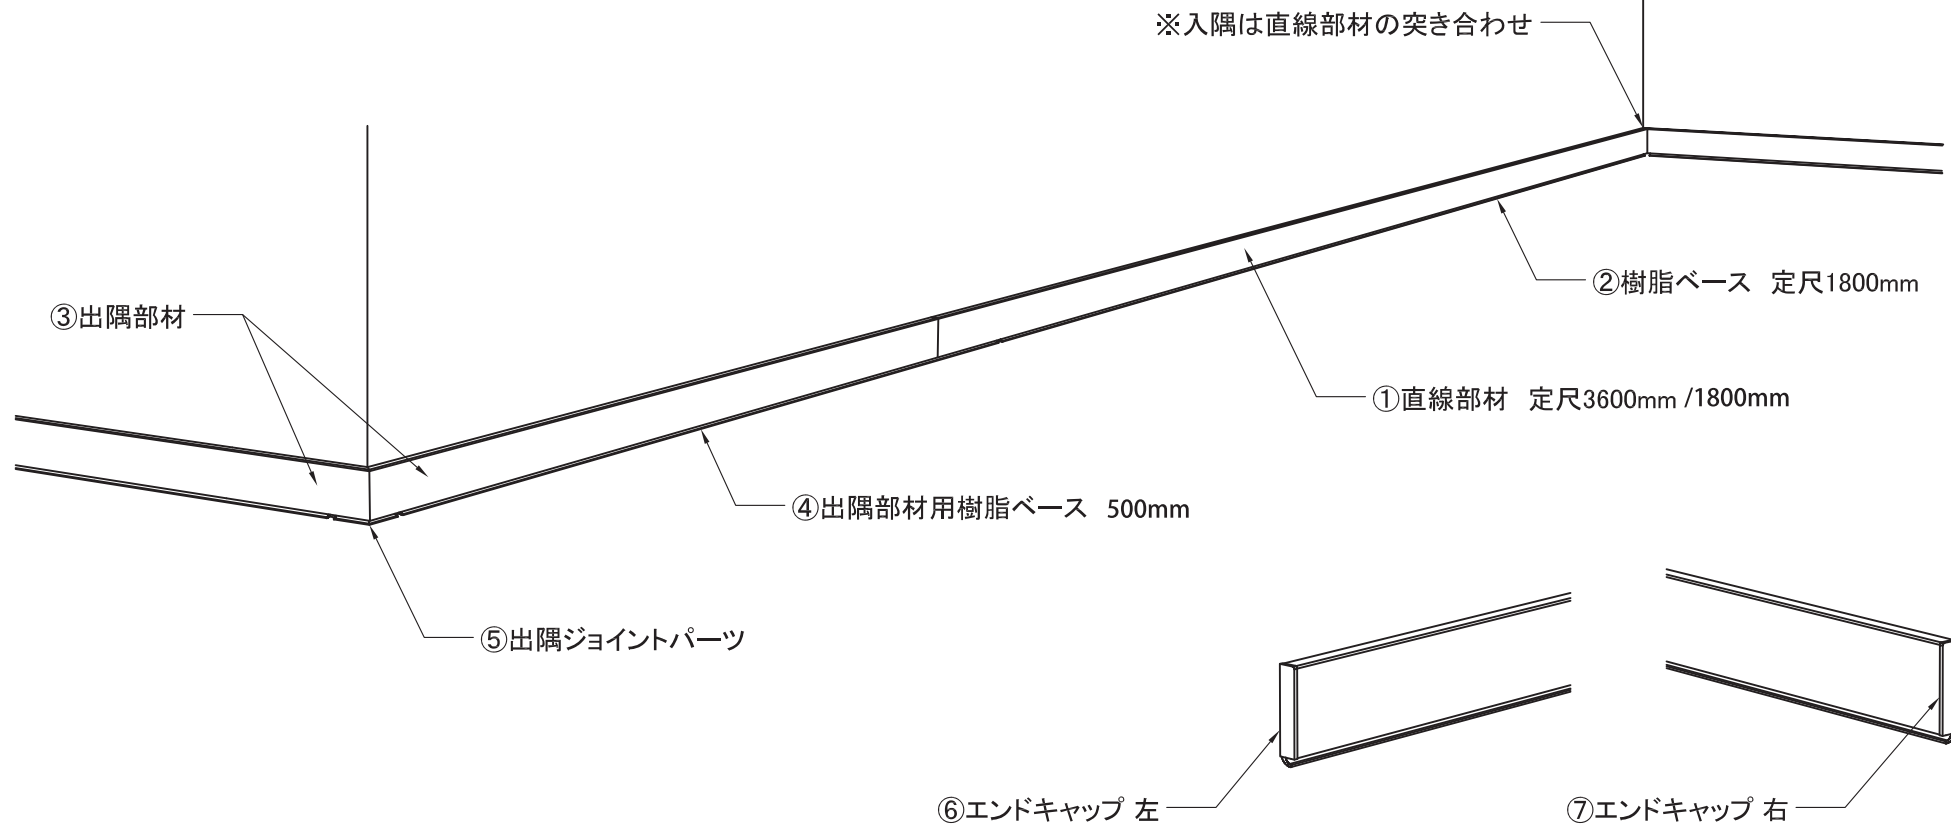 ※入隅は直線部材の突き合わせ
②樹脂ベース 定尺1800mm
③出隅部材
①直線部材 定尺3600mm /1800mm
④出隅部材用樹脂ベース 500mm
⑤出隅ジョイントパーツ
⑥エンドキャップ 左
⑦エンドキャップ 右